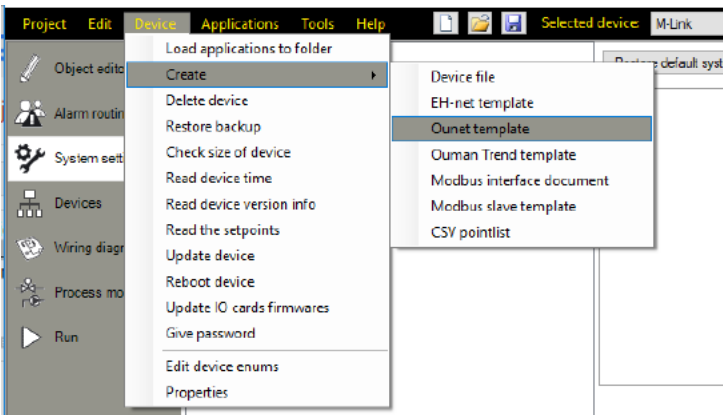 Project Edit Device Applications Tools Help Selected device: M-Link
Load applications to folder
Create
Delete device
Restore backup
Check size of device
Read device time
Read device version info
Read the setpoints
Update device
Reboot device
Update IO cards firmwares
Give password
Edit device enums
Properties
Device file
EH-net template
Ounet template
Ouman Trend template
Modbus interface document
Modbus slave template
CSV pointlist
Object edito
Alarm routin
System sett
Devices
Wiring diagr
Process mo
Run
default syst